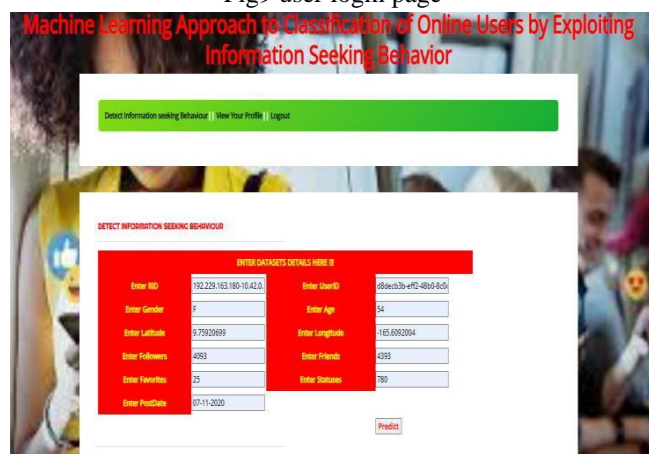 Fig9 user login page
Machine Learning Approach to Classification of Online Users by Exploiting
Information Seeking Behavior
Detect Information seeking Behaviour || View Your Profile || Logout
DETECT INFORMATION SEEKING BEHAVIOUR
ENTER DATASETS DETAILS HERE !!!
Enter RID 192.229.163.180-10.42.0. Enter UserID d8decb3b-eff2-48b0-8c0
Enter Gender F Enter Age 54
Enter Latitude 9.75920699 Enter Longitude -165.6092004
Enter Followers 4093 Enter Friends 4393
Enter Favorites 25 Enter Statuses 780
Enter PostDate 07-11-2020
Predict